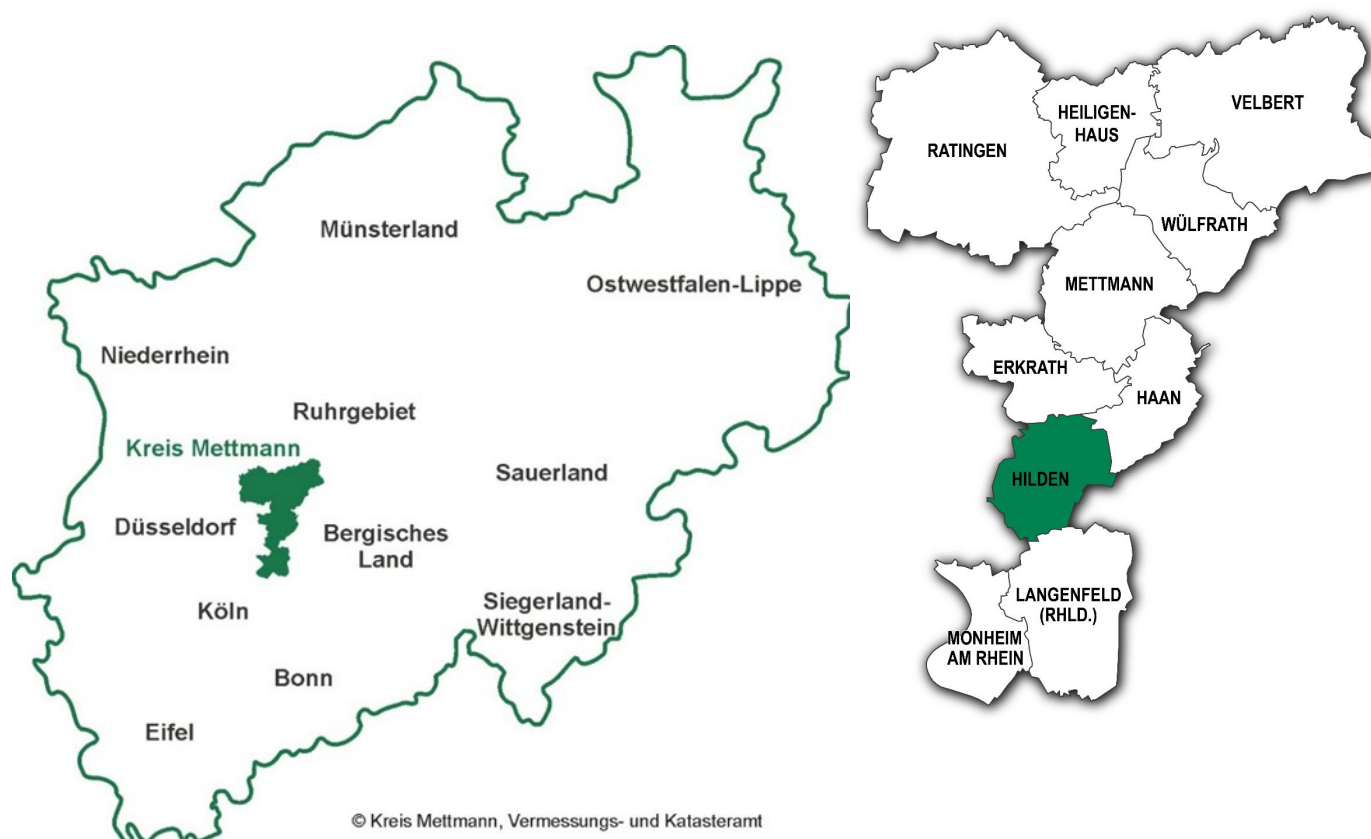 Münsterland
Ostwestfalen-Lippe
Niederrhein
Ruhrgebiet
Kreis Mettmann
Sauerland
Düsseldorf
Bergisches
Land
Köln
Siegerland-
Wittgenstein
Bonn
Eifel
© Kreis Mettmann, Vermessungs- und Katasteramt
VELBERT
HEILIGEN-
HAUS
RATINGEN
WÜLFRATH
METTMANN
ERKRATH
HAAN
HILDEN
LANGENFELD
(RHLD.)
MONHEIM
AM RHEIN